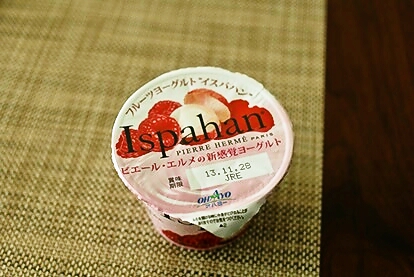 フルーツヨーグルト イスパハン
Ispahan
PIERRE HERMÉ PARIS
ピエール・エルメの新感覚ヨーグルト
賞味
期限
13.11.28
JRE
OHAYO